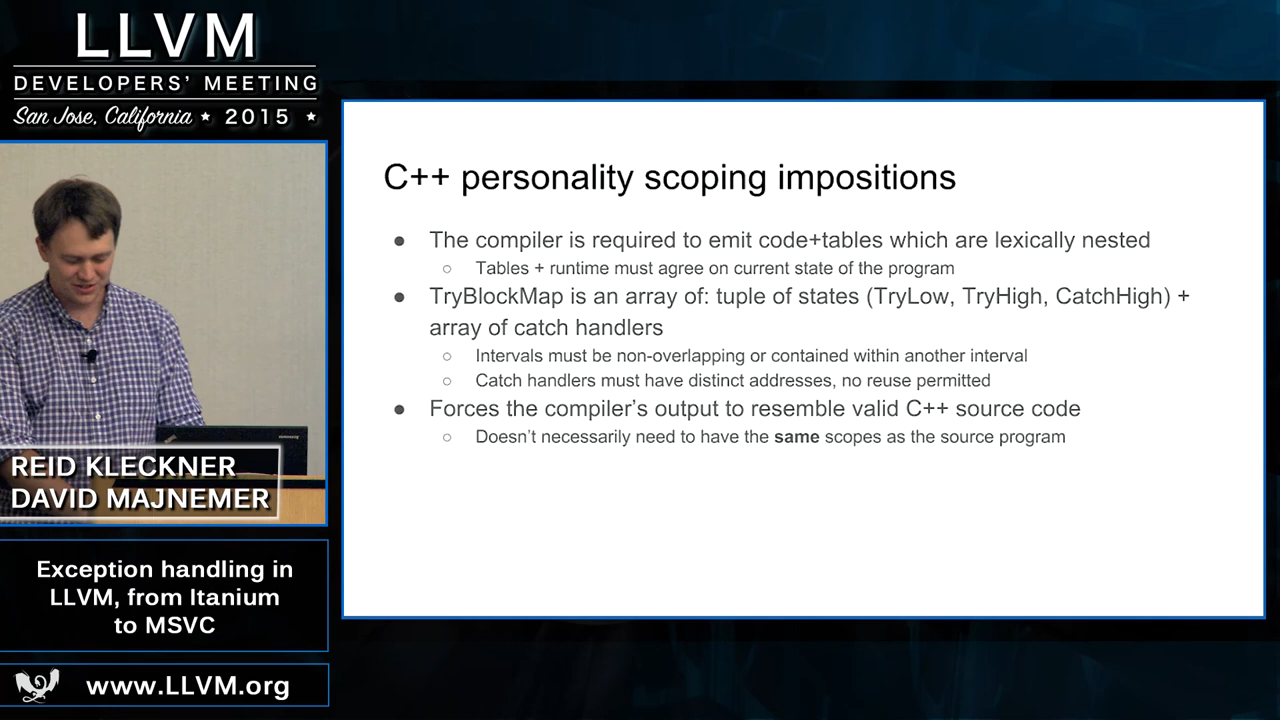 LLVM
DEVELOPERS' MEETING
San Jose, California ★ 2015 ★
REID KLECKNER
DAVID MAJNEMER
Exception handling in
LLVM, from Itanium
to MSVC
www.LLVM.org
C++ personality scoping impositions
● The compiler is required to emit code+tables which are lexically nested
○ Tables + runtime must agree on current state of the program
● TryBlockMap is an array of: tuple of states (TryLow, TryHigh, CatchHigh) +
array of catch handlers
○ Intervals must be non-overlapping or contained within another interval
○ Catch handlers must have distinct addresses, no reuse permitted
● Forces the compiler’s output to resemble valid C++ source code
○ Doesn’t necessarily need to have the same scopes as the source program